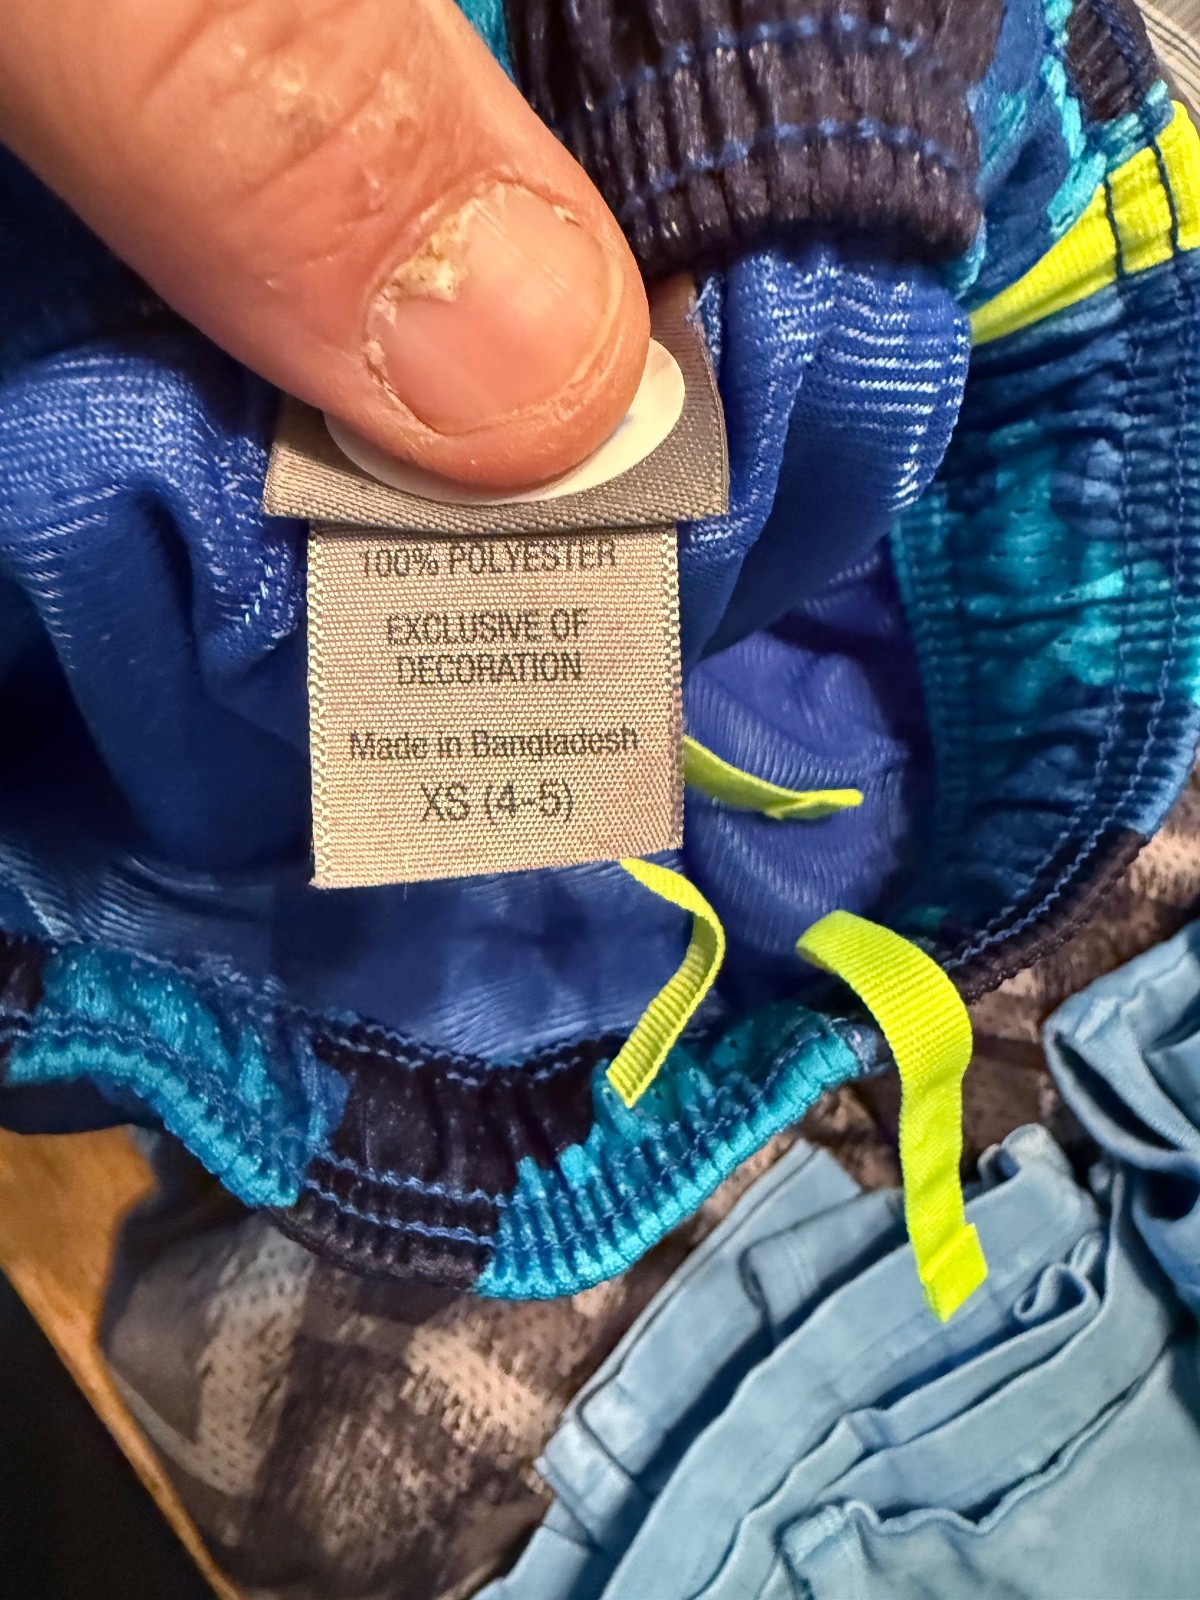 100% POLYESTER
EXCLUSIVE OF
DECORATION
Made in Bangladesh
XS (4-5)